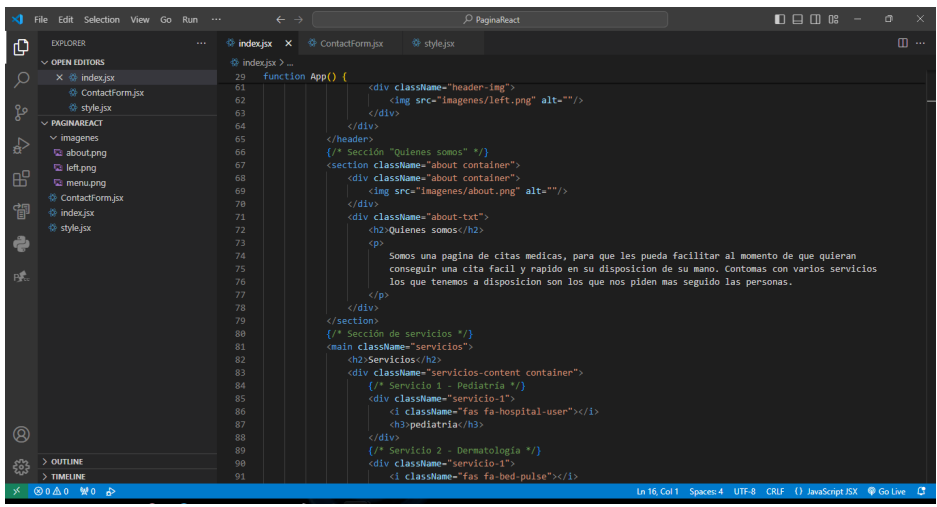 File Edit Selection View Go Run ···
PaginaReact
EXPLORER ···
OPEN EDITORS
index.jsx
ContactForm.jsx
style.jsx
PAGINAREACT
imagenes
about.png
left.png
menu.png
ContactForm.jsx
index.jsx
style.jsx
OUTLINE
TIMELINE
index.jsx ContactForm.jsx style.jsx
index.jsx > ...
29 function App() {
61 <div className="header-img">
62 <img src="imagenes/left.png" alt=""/>
63 </div>
64 </div>
65 </header>
66 {/* Sección "Quienes somos" */}
67 <section className="about container">
68 <div className="about container">
69 <img src="imagenes/about.png" alt=""/>
70 </div>
71 <div className="about-txt">
72 <h2>Quienes somos</h2>
73 <p>
74 Somos una pagina de citas medicas, para que les pueda facilitar al momento de que quieran
75 conseguir una cita facil y rapido en su disposicion de su mano. Contomas con varios servicios
76 los que tenemos a disposicion son los que nos piden mas seguido las personas.
77 </p>
78 </div>
79 </section>
80 {/* Sección de servicios */}
81 <main className="servicios">
82 <h2>Servicios</h2>
83 <div className="servicios-content container">
84 {/* Servicio 1 - Pediatría */}
85 <div className="servicio-1">
86 <i className="fas fa-hospital-user"></i>
87 <h3>pediatria</h3>
88 </div>
89 {/* Servicio 2 - Dermatología */}
90 <div className="servicio-1">
91 <i className="fas fa-bed-pulse"></i>
0 0 0 Ln 16, Col 1 Spaces: 4 UTF-8 CRLF {} JavaScript JSX Go Live